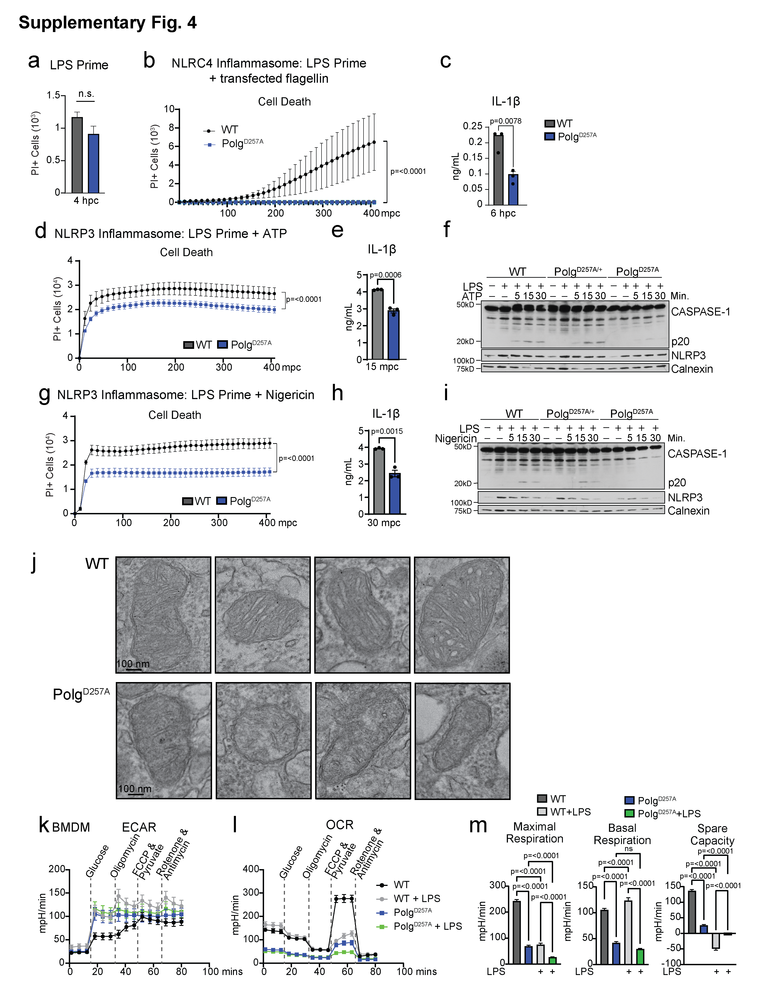 Supplementary Fig. 4
a
LPS Prime
n.s.
1.5
1
0.5
0
PI+ Cells (10³)
4 hpc
b
NLRC4 Inflammasome: LPS Prime
+ transfected flagellin
Cell Death
10
8
6
4
2
0
PI+ Cells (10³)
WT
Polgᴰ²⁵⁷ᴬ
p=<0.0001
100 200 300 400 mpc
c
IL-1β
p=0.0078
0.25
0.2
0.15
0.1
0.05
0
ng/mL
6 hpc
WT
Polgᴰ²⁵⁷ᴬ
d
NLRP3 Inflammasome: LPS Prime + ATP
Cell Death
4
3
2
1
0
PI+ Cells (10⁴)
p=<0.0001
WT Polgᴰ²⁵⁷ᴬ
0 100 200 300 400 mpc
e
IL-1β
p=0.0006
5
4
3
2
1
0
ng/mL
15 mpc
f
WT Polgᴰ²⁵⁷ᴬ/⁺ Polgᴰ²⁵⁷ᴬ
LPS − + + + + − + + + + − + + + +
ATP 5 15 30 5 15 30 5 15 30 Min.
50kD
CASPASE-1
20kD
p20
NLRP3
100kD
75kD
Calnexin
g
NLRP3 Inflammasome: LPS Prime + Nigericin
Cell Death
4
3
2
1
0
PI+ Cells (10⁴)
p=<0.0001
WT Polgᴰ²⁵⁷ᴬ
0 100 200 300 400 mpc
h
IL-1β
p=0.0015
5
4
3
2
1
0
ng/mL
30 mpc
i
WT Polgᴰ²⁵⁷ᴬ/⁺ Polgᴰ²⁵⁷ᴬ
LPS − + + + + − + + + + − + + + +
Nigericin 5 15 30 5 15 30 5 15 30 Min.
50kD
CASPASE-1
20kD
p20
NLRP3
100kD
75kD
Calnexin
j
WT
100 nm
Polgᴰ²⁵⁷ᴬ
100 nm
k
BMDM
ECAR
Glucose
Oligomycin
FCCP &
Pyruvate
Rotenone &
Antimycin
200
150
100
50
0
mpH/min
0 20 40 60 80 100 mins
l
OCR
Glucose
Oligomycin
FCCP &
Pyruvate
Rotenone &
Antimycin
400
300
200
100
0
mpH/min
0 20 40 60 80 100 mins
WT
WT + LPS
Polgᴰ²⁵⁷ᴬ
Polgᴰ²⁵⁷ᴬ + LPS
m
WT
WT+LPS
Polgᴰ²⁵⁷ᴬ
Polgᴰ²⁵⁷ᴬ+LPS
Maximal
Respiration
p=<0.0001
p=<0.0001
p=<0.0001
p=<0.0001
300
200
100
0
mpH/min
LPS + +
Basal
Respiration
ns
p=<0.0001
p=<0.0001
p=<0.0001
150
100
50
0
mpH/min
LPS + +
Spare
Capacity
p=<0.0001
p=<0.0001
p=<0.0001
p=<0.0001
150
100
50
0
-50
-100
mpH/min
LPS + +